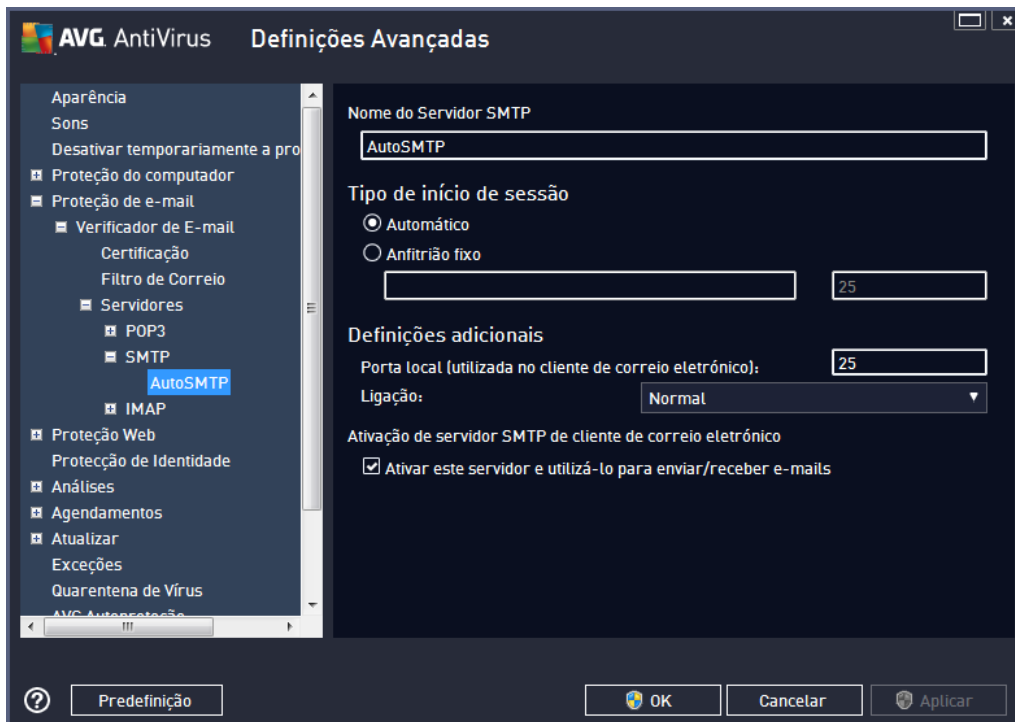 AVG AntiVirus Definições Avançadas
Aparência
Sons
Desativar temporariamente a pro
Proteção do computador
Proteção de e-mail
Verificador de E-mail
Certificação
Filtro de Correio
Servidores
POP3
SMTP
AutoSMTP
IMAP
Proteção Web
Protecção de Identidade
Análises
Agendamentos
Atualizar
Exceções
Quarentena de Vírus
AVG Autoproteção
Nome do Servidor SMTP
AutoSMTP
Tipo de início de sessão
Automático
Anfitrião fixo
25
Definições adicionais
Porta local (utilizada no cliente de correio eletrónico): 25
Ligação: Normal
Ativação de servidor SMTP de cliente de correio eletrónico
Ativar este servidor e utilizá-lo para enviar/receber e-mails
Predefinição
OK
Cancelar
Aplicar